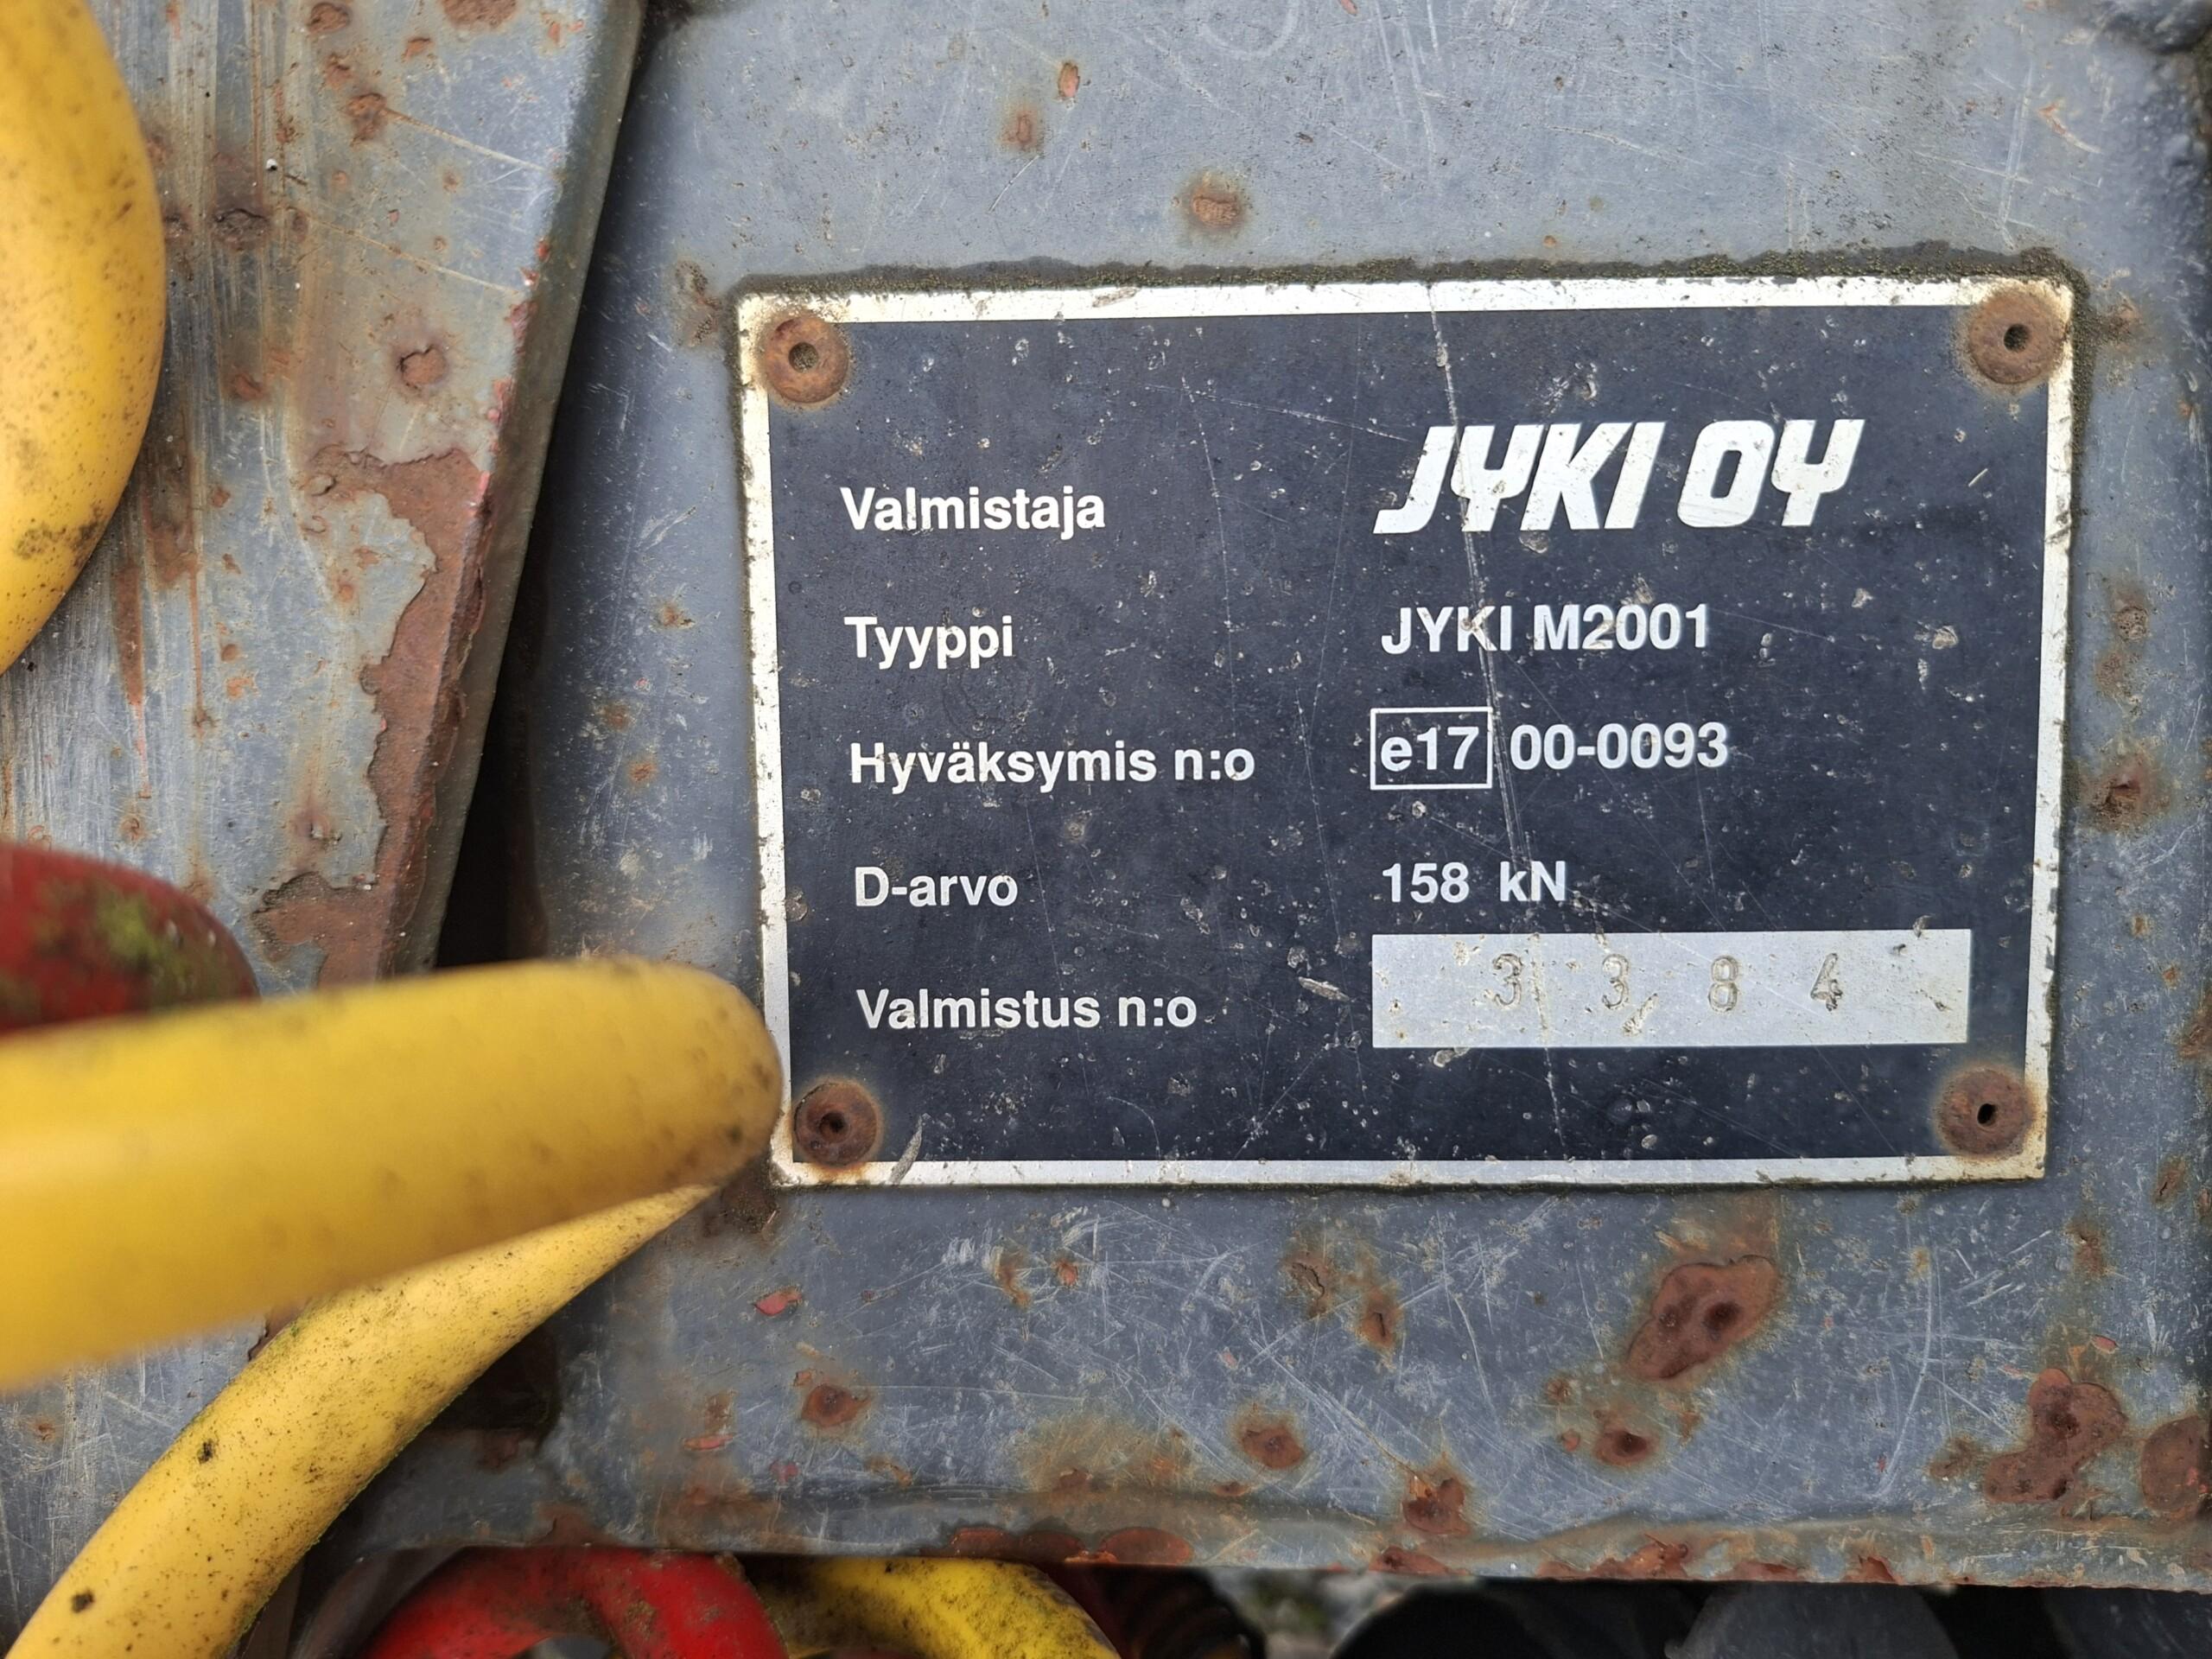 Valmistaja JYKI OY
Tyyppi JYKI M2001
Hyväksymis n:o e17 00-0093
D-arvo 158 kN
Valmistus n:o 3384